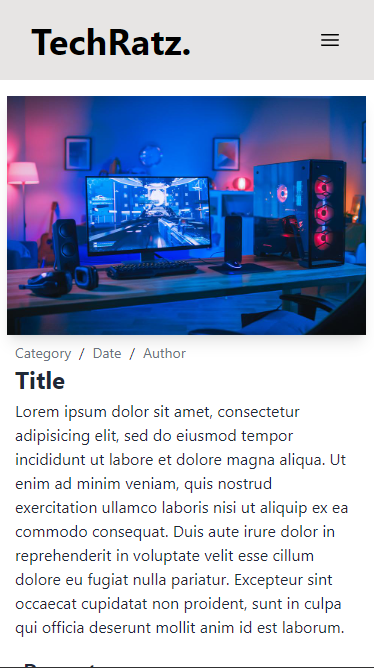 TechRatz.
Category / Date / Author
Title
Lorem ipsum dolor sit amet, consectetur
adipisicing elit, sed do eiusmod tempor
incididunt ut labore et dolore magna aliqua. Ut
enim ad minim veniam, quis nostrud
exercitation ullamco laboris nisi ut aliquip ex ea
commodo consequat. Duis aute irure dolor in
reprehenderit in voluptate velit esse cillum
dolore eu fugiat nulla pariatur. Excepteur sint
occaecat cupidatat non proident, sunt in culpa
qui officia deserunt mollit anim id est laborum.